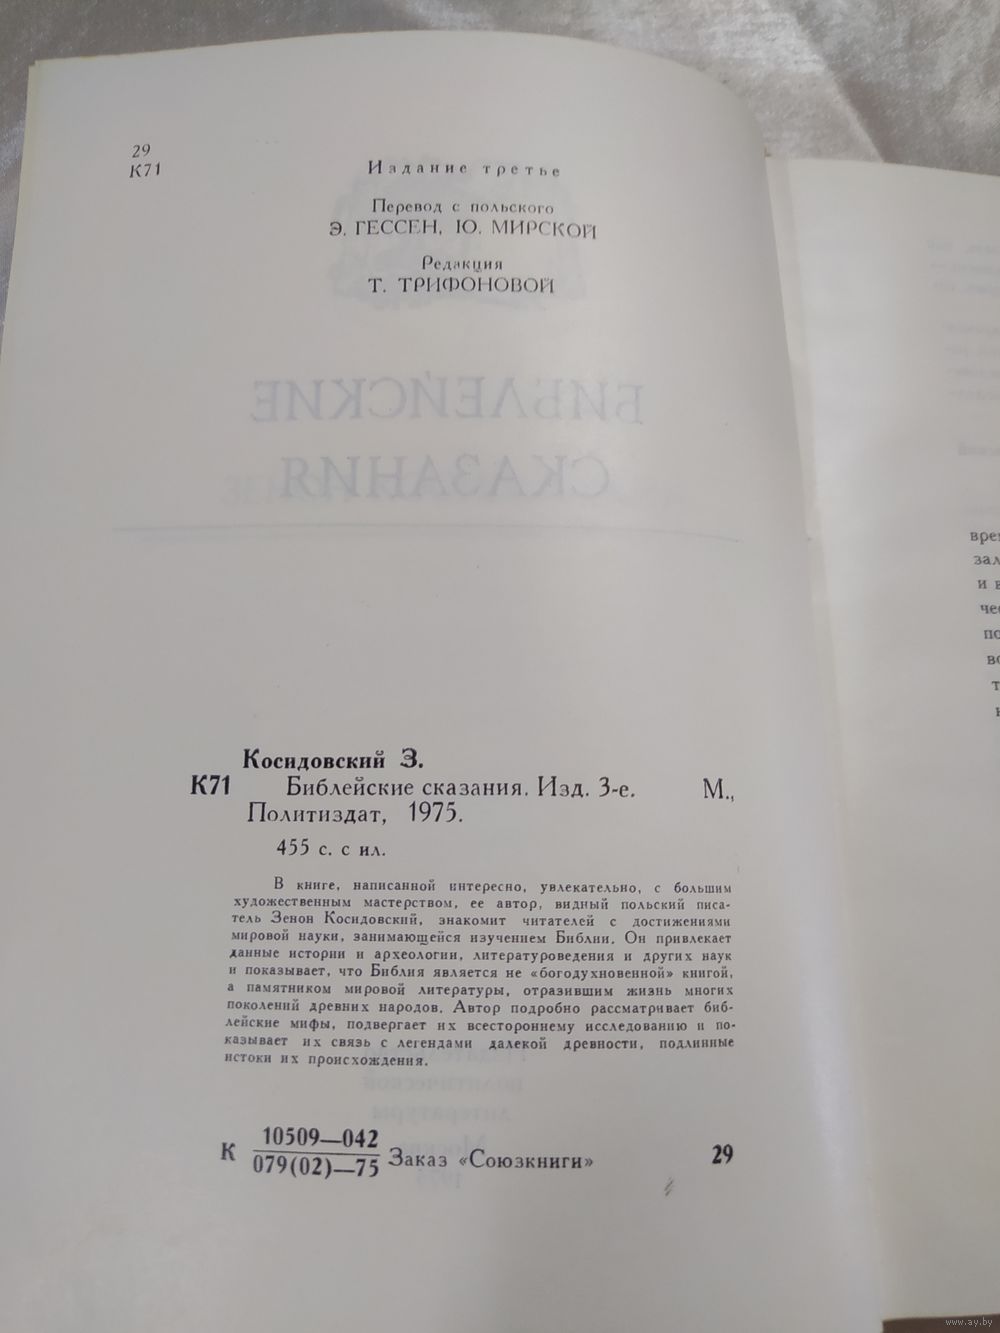 29
К71
Издание третье
Перевод с польского
Э. ГЕССЕН, Ю. МИРСКОЙ
Редакция
Т. ТРИФОНОВОЙ
БИБЛЕЙСКИЕ
СКАЗАНИЯ
Косидовский З.
К71 Библейские сказания. Изд. 3-е. М.,
Политиздат, 1975.
455 с. с ил.
В книге, написанной интересно, увлекательно, с большим
художественным мастерством, ее автор, видный польский писа-
тель Зенон Косидовский, знакомит читателей с достижениями
мировой науки, занимающейся изучением Библии. Он привлекает
данные истории и археологии, литературоведения и других наук
и показывает, что Библия является не «богодухновенной» книгой,
а памятником мировой литературы, отразившим жизнь многих
поколений древних народов. Автор подробно рассматривает биб-
лейские мифы, подвергает их всестороннему исследованию и по-
казывает их связь с легендами далекой древности, подлинные
истоки их происхождения.
К 10509—042
079(02)—75 Заказ «Союзкниги» 29
www.ay.by